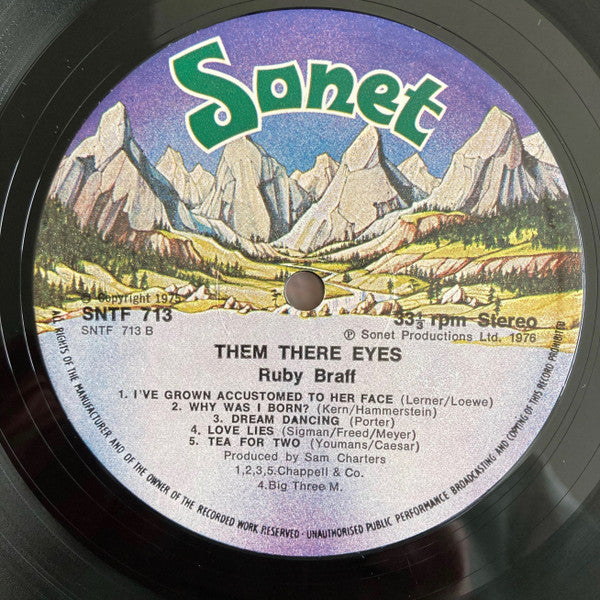 Sonet
© Copyright 1975
SNTF 713
SNTF 713 B
33⅓ rpm Stereo
℗ Sonet Productions Ltd. 1976
THEM THERE EYES
Ruby Braff
1. I'VE GROWN ACCUSTOMED TO HER FACE (Lerner/Loewe)
2. WHY WAS I BORN? (Kern/Hammerstein)
3. DREAM DANCING (Porter)
4. LOVE LIES (Sigman/Freed/Meyer)
5. TEA FOR TWO (Youmans/Caesar)
Produced by Sam Charters
1,2,3,5. Chappell & Co.
4. Big Three M.
ALL RIGHTS OF THE MANUFACTURER AND OF THE OWNER OF THE RECORDED WORK RESERVED · UNAUTHORISED PUBLIC PERFORMANCE BROADCASTING AND COPYING OF THIS RECORD PROHIBITED